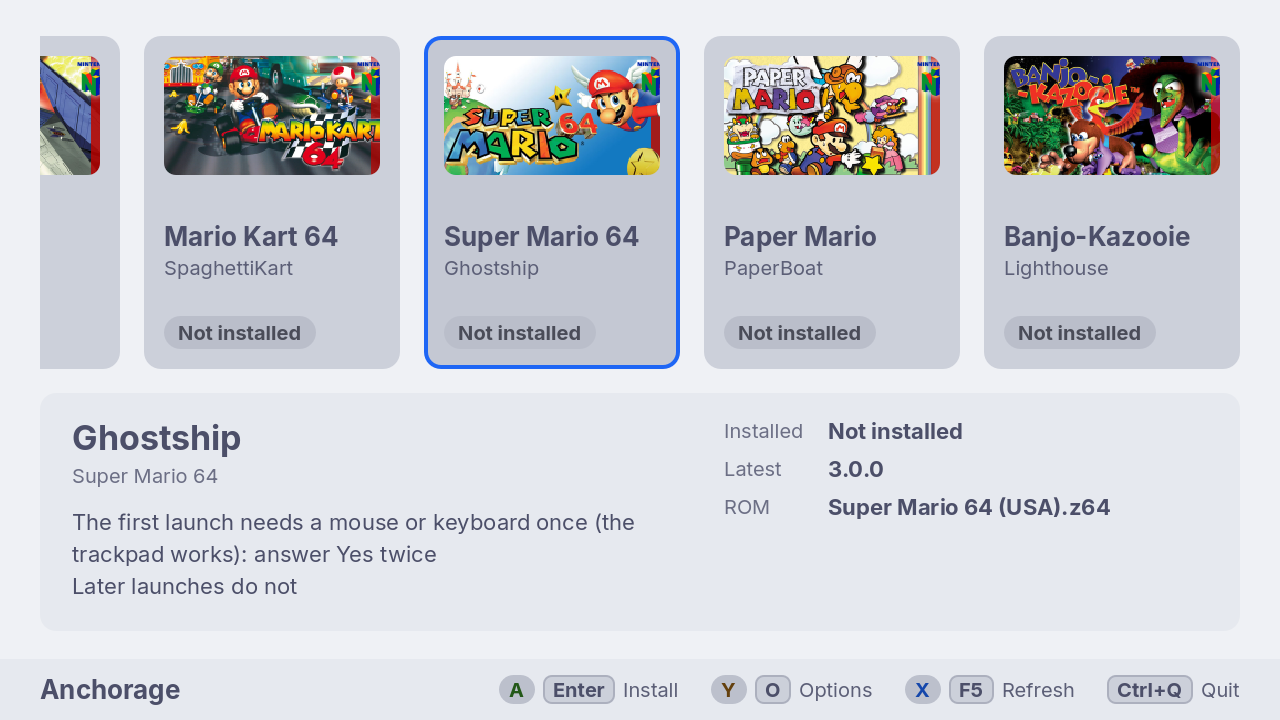 MARIO KART 64
SUPER MARIO 64
PAPER MARIO
BANJO-KAZOOIE
Mario Kart 64
SpaghettiKart
Not installed
Super Mario 64
Ghostship
Not installed
Paper Mario
PaperBoat
Not installed
Banjo-Kazooie
Lighthouse
Not installed
Ghostship
Super Mario 64
The first launch needs a mouse or keyboard once (the
trackpad works): answer Yes twice
Later launches do not
Installed Not installed
Latest 3.0.0
ROM Super Mario 64 (USA).z64
Anchorage
A Enter Install Y O Options X F5 Refresh Ctrl+Q Quit